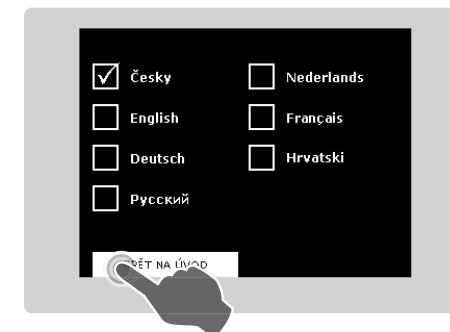 Česky
English
Deutsch
Русский
Nederlands
Français
Hrvatski
NA ÚVOD